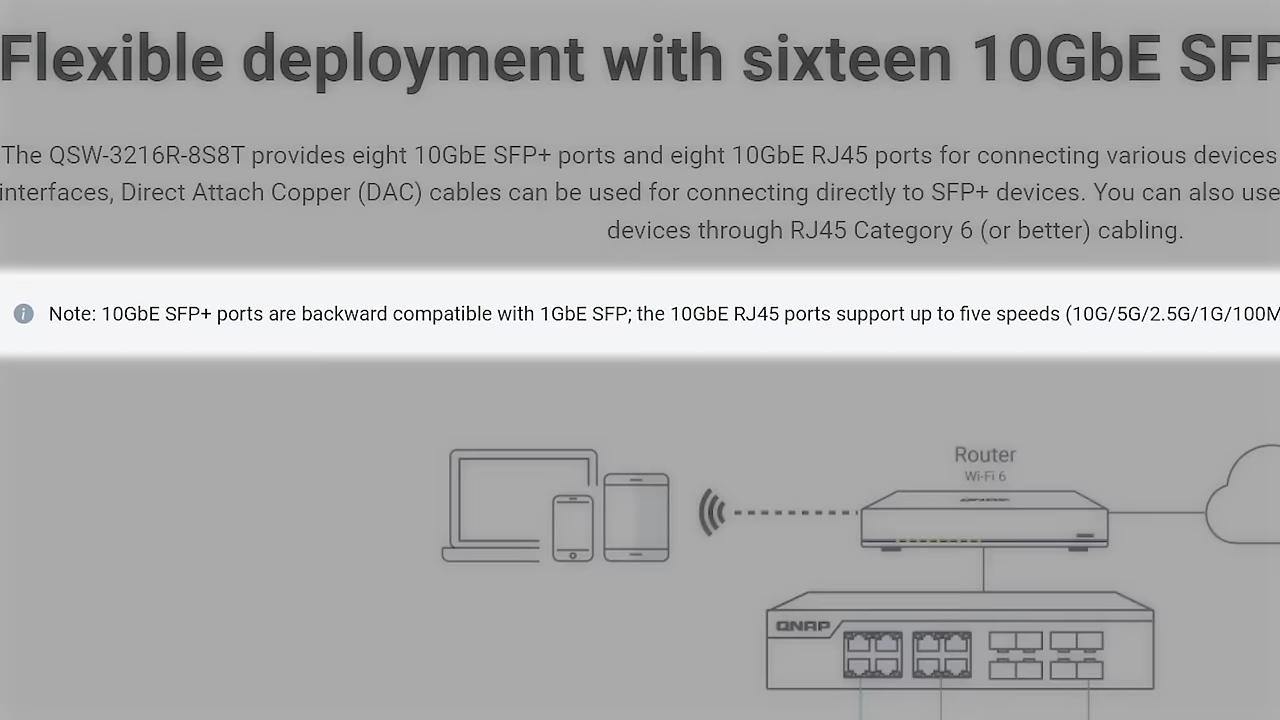 Flexible deployment with sixteen 10GbE SFP
The QSW-3216R-8S8T provides eight 10GbE SFP+ ports and eight 10GbE RJ45 ports for connecting various devices
interfaces, Direct Attach Copper (DAC) cables can be used for connecting directly to SFP+ devices. You can also use
devices through RJ45 Category 6 (or better) cabling.
Note: 10GbE SFP+ ports are backward compatible with 1GbE SFP; the 10GbE RJ45 ports support up to five speeds (10G/5G/2.5G/1G/100M
Router
Wi-Fi 6
QNAP